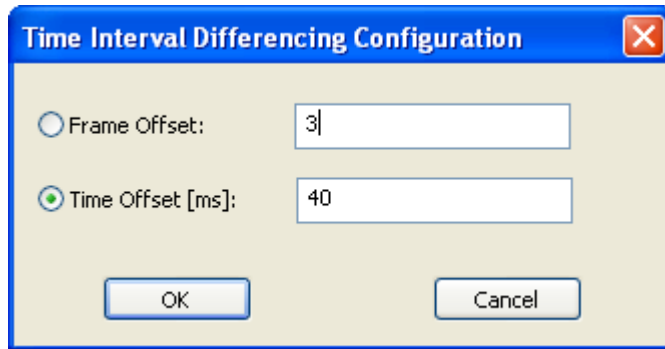 Time Interval Differencing Configuration
Frame Offset: 3
Time Offset [ms]: 40
OK Cancel